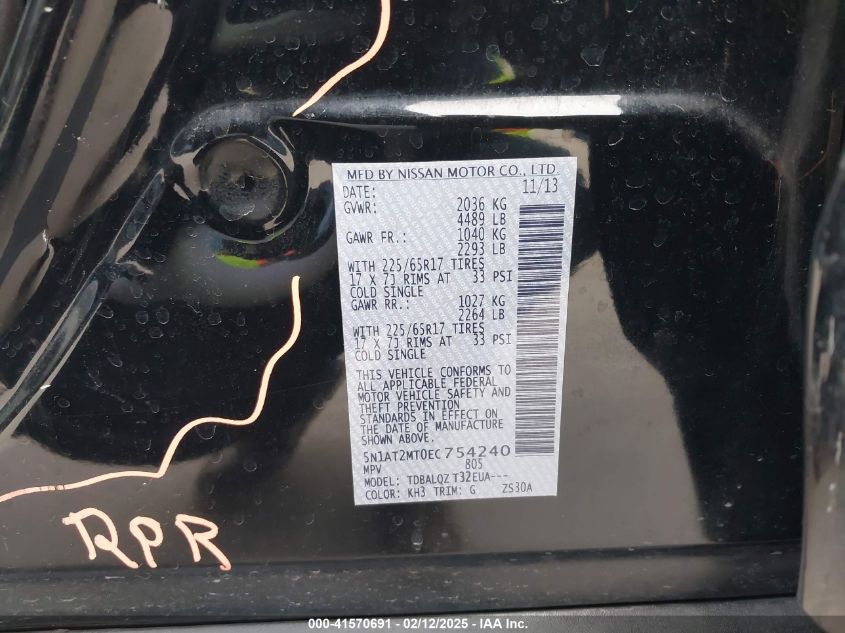 MFD BY NISSAN MOTOR CO., LTD.
DATE: 11/13
GVWR: 2036 KG
4489 LB
GAWR FR.: 1040 KG
2293 LB
WITH 225/65R17 TIRES
17 X 7J RIMS AT 33 PSI
COLD SINGLE
GAWR RR.: 1027 KG
2264 LB
WITH 225/65R17 TIRES
17 X 7J RIMS AT 33 PSI
COLD SINGLE
THIS VEHICLE CONFORMS TO
ALL APPLICABLE FEDERAL
MOTOR VEHICLE SAFETY AND
THEFT PREVENTION
STANDARDS IN EFFECT ON
THE DATE OF MANUFACTURE
SHOWN ABOVE.
5N1AT2MT0EC754240
MPV 805
MODEL: TDBALQZ T32EUA---
COLOR: KH3 TRIM: G ZS30A
RPR
000-41570691 - 02/12/2025 - IAA Inc.